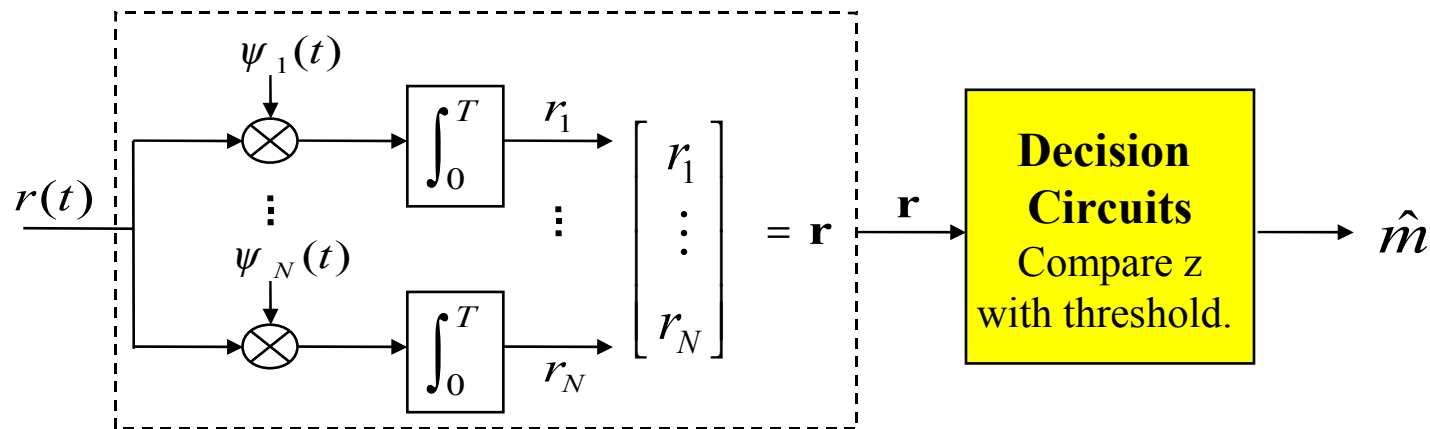 ψ₁(t)
∫₀ᵀ
r₁
r(t)
⋮
⋮
ψ_N(t)
∫₀ᵀ
r_N
[r₁ ⋮ r_N] = r
r
Decision
Circuits
Compare z
with threshold.
m̂